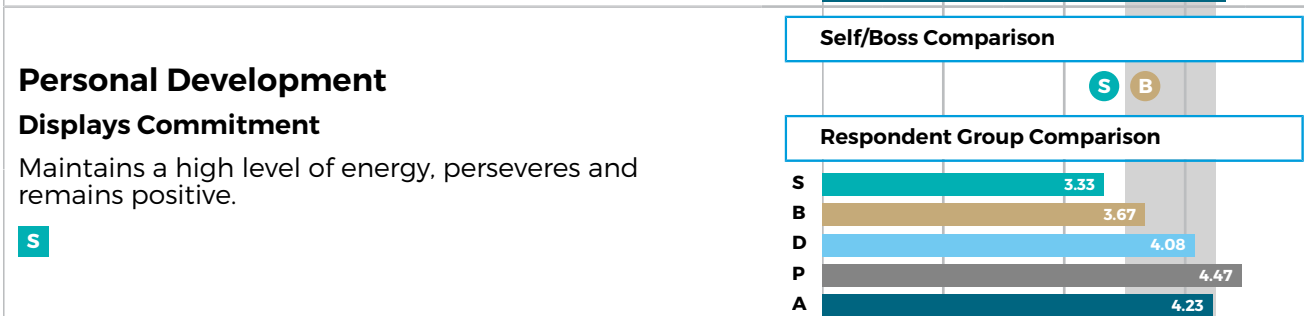 Self/Boss Comparison
Personal Development
S B
Displays Commitment
Respondent Group Comparison
Maintains a high level of energy, perseveres and
remains positive.
S 3.33
B 3.67
S
D 4.08
P 4.47
A 4.23